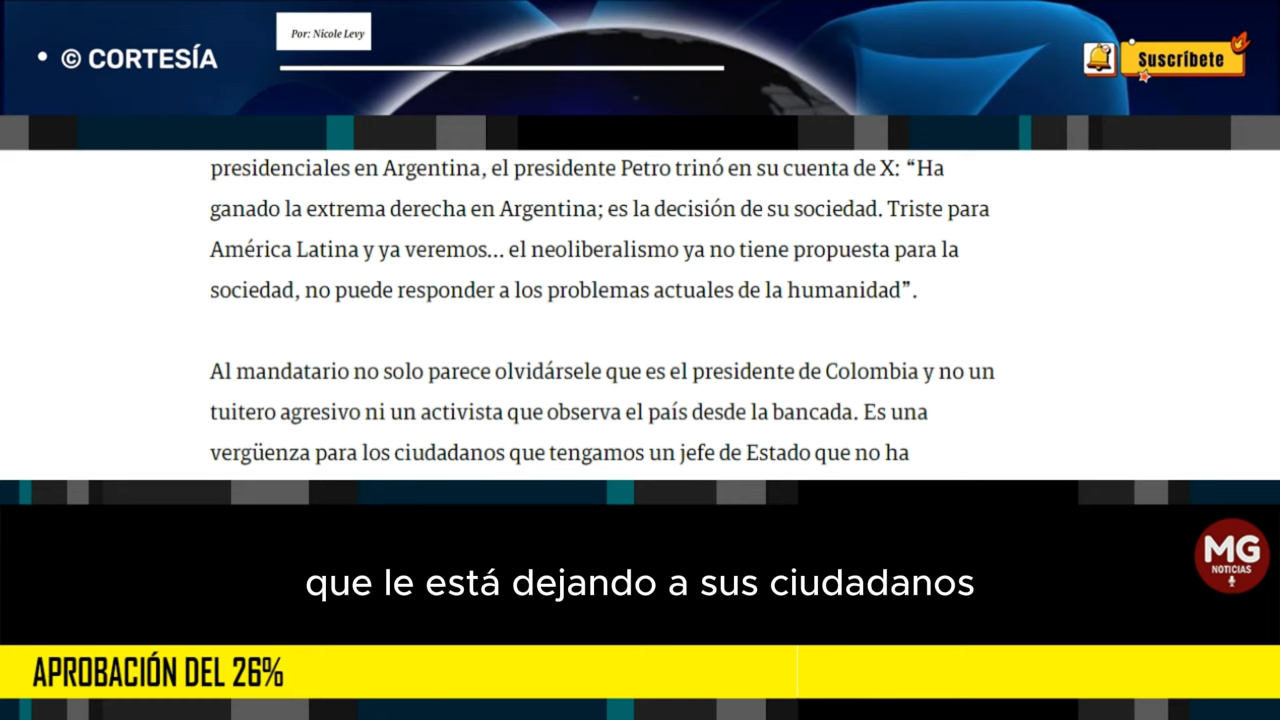 Por: Nicole Levy
• © CORTESÍA
Suscríbete
presidenciales en Argentina, el presidente Petro trinó en su cuenta de X: “Ha
ganado la extrema derecha en Argentina; es la decisión de su sociedad. Triste para
América Latina y ya veremos... el neoliberalismo ya no tiene propuesta para la
sociedad, no puede responder a los problemas actuales de la humanidad”.
Al mandatario no solo parece olvidársele que es el presidente de Colombia y no un
tuitero agresivo ni un activista que observa el país desde la bancada. Es una
vergüenza para los ciudadanos que tengamos un jefe de Estado que no ha
MG
NOTICIAS
que le está dejando a sus ciudadanos
APROBACIÓN DEL 26%